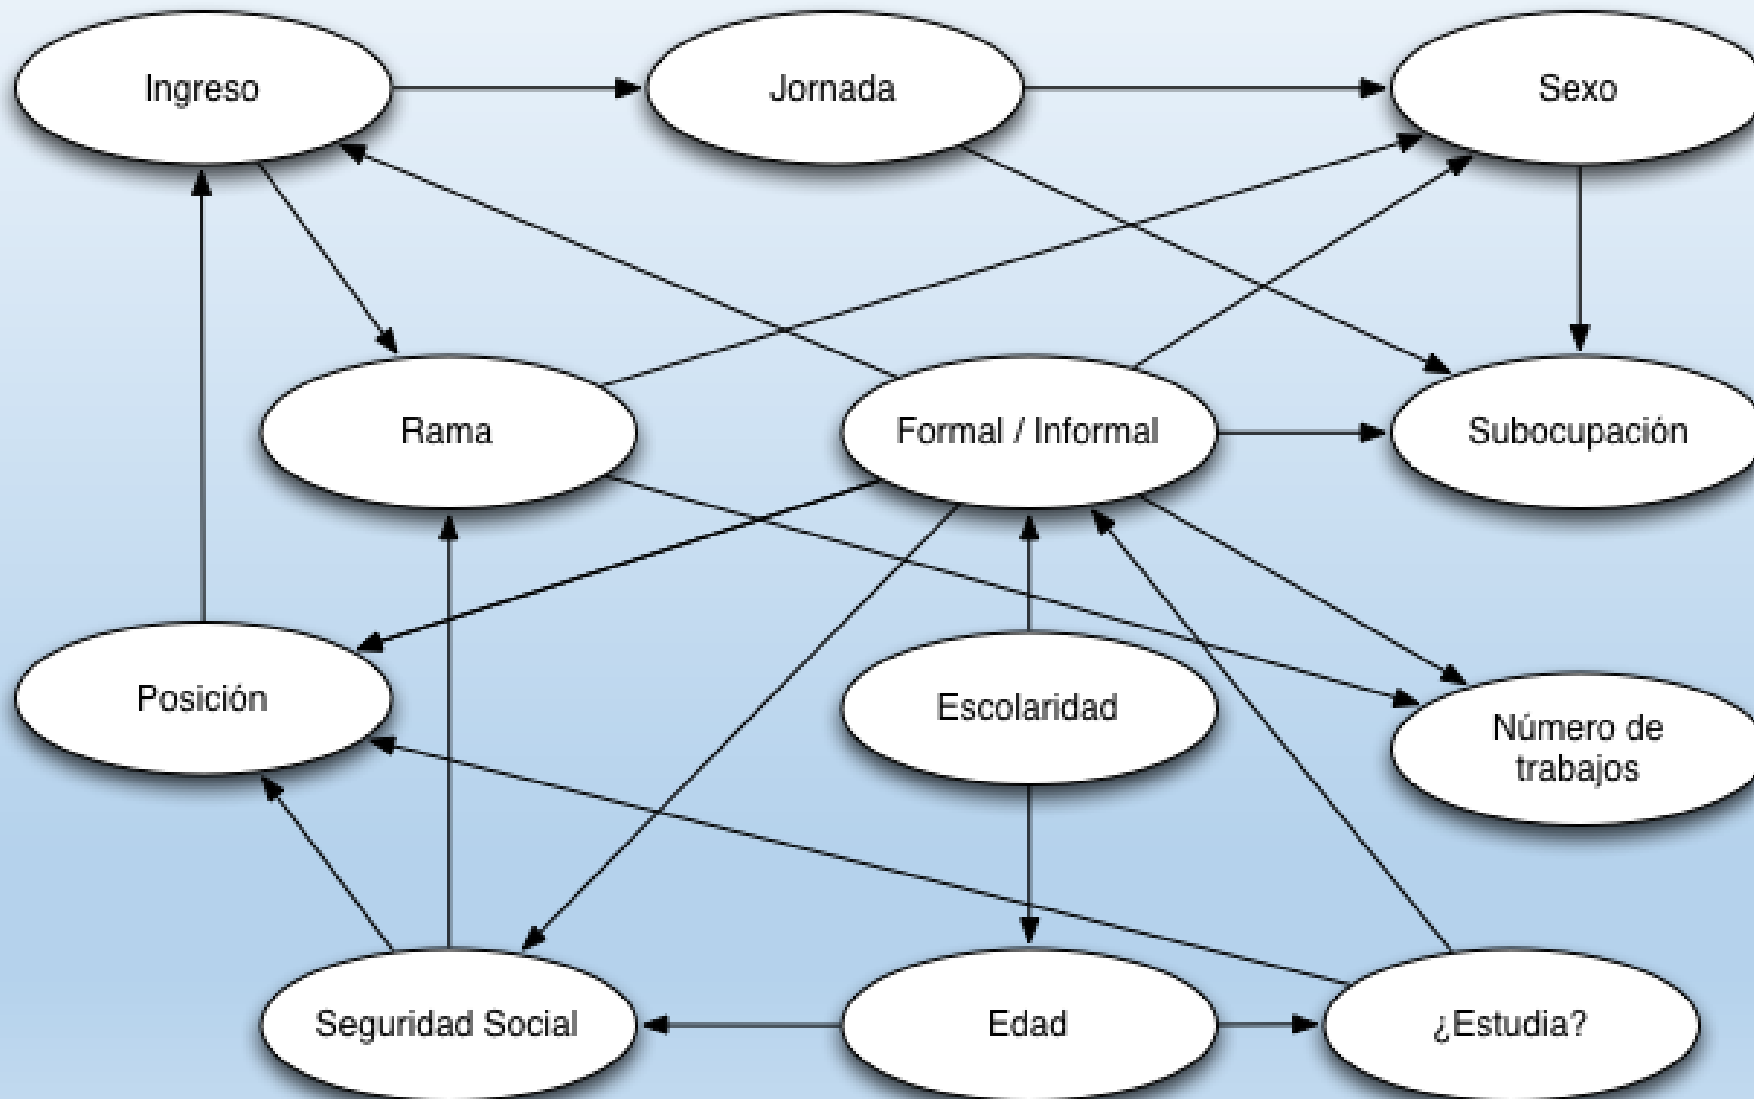 Ingreso
Jornada
Sexo
Rama
Formal / Informal
Subocupación
Posición
Escolaridad
Número de
trabajos
Seguridad Social
Edad
¿Estudia?